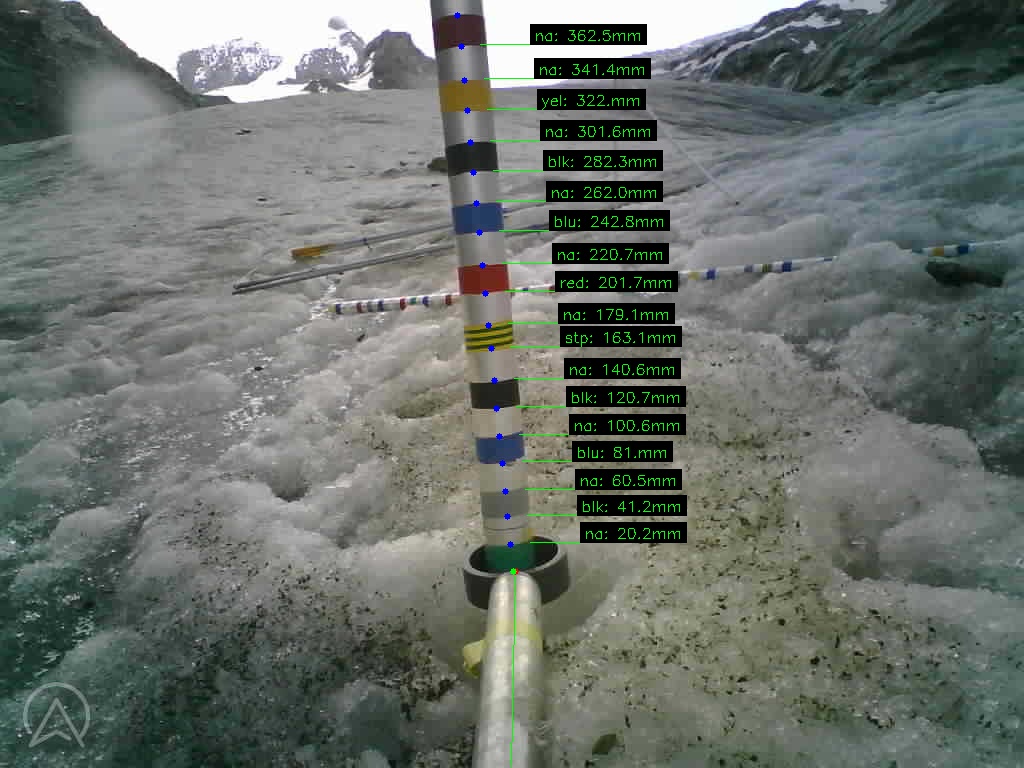 na: 362.5mm
na: 341.4mm
yel: 322.mm
na: 301.6mm
blk: 282.3mm
na: 262.0mm
blu: 242.8mm
na: 220.7mm
red: 201.7mm
na: 179.1mm
stp: 163.1mm
na: 140.6mm
blk: 120.7mm
na: 100.6mm
blu: 81.mm
na: 60.5mm
blk: 41.2mm
na: 20.2mm